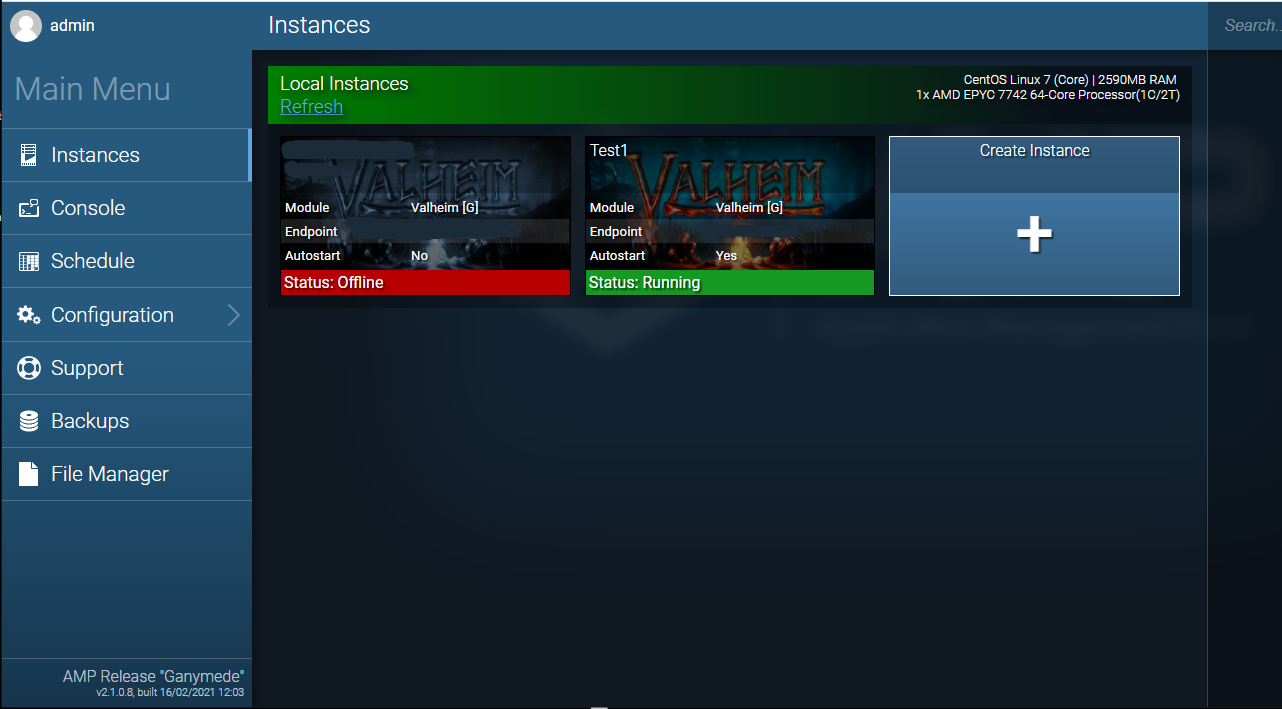 admin
Instances
Search..
Main Menu
Local Instances
Refresh
CentOS Linux 7 (Core) | 2590MB RAM
1x AMD EPYC 7742 64-Core Processor(1C/2T)
Instances
Console
Schedule
Configuration
Support
Backups
File Manager
VALHEIM
Module Valheim [G]
Endpoint
Autostart No
Status: Offline
Test1
VALHEIM
Module Valheim [G]
Endpoint
Autostart Yes
Status: Running
Create Instance
AMP Release "Ganymede"
v2.1.0.8, built 16/02/2021 12:03